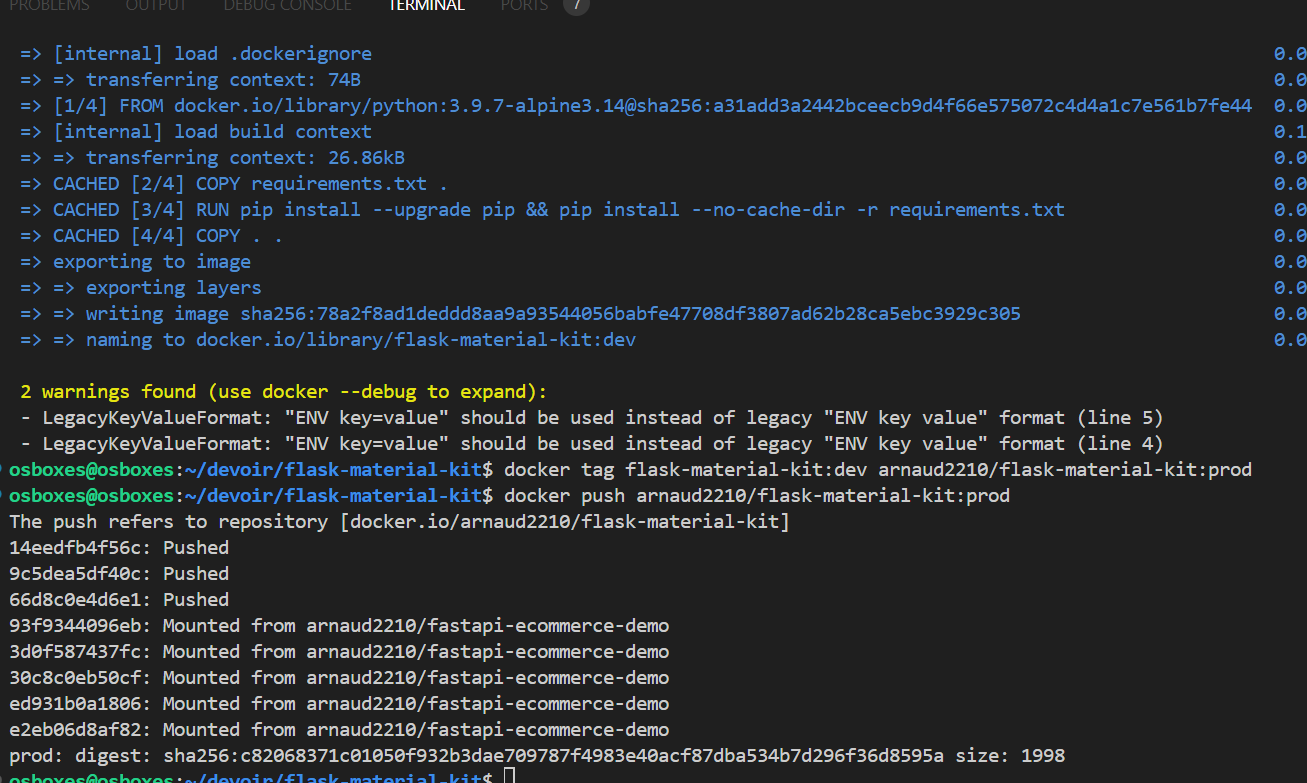 PROBLEMS OUTPUT DEBUG CONSOLE TERMINAL PORTS 7
=> [internal] load .dockerignore 0.0
=> => transferring context: 74B 0.0
=> [1/4] FROM docker.io/library/python:3.9.7-alpine3.14@sha256:a31add3a2442bceecb9d4f66e575072c4d4a1c7e561b7fe44 0.0
=> [internal] load build context 0.1
=> => transferring context: 26.86kB 0.0
=> CACHED [2/4] COPY requirements.txt . 0.0
=> CACHED [3/4] RUN pip install --upgrade pip && pip install --no-cache-dir -r requirements.txt 0.0
=> CACHED [4/4] COPY . . 0.0
=> exporting to image 0.0
=> => exporting layers 0.0
=> => writing image sha256:78a2f8ad1deddd8aa9a93544056babfe47708df3807ad62b28ca5ebc3929c305 0.0
=> => naming to docker.io/library/flask-material-kit:dev 0.0
2 warnings found (use docker --debug to expand):
- LegacyKeyValueFormat: "ENV key=value" should be used instead of legacy "ENV key value" format (line 5)
- LegacyKeyValueFormat: "ENV key=value" should be used instead of legacy "ENV key value" format (line 4)
osboxes@osboxes:~/devoir/flask-material-kit$ docker tag flask-material-kit:dev arnaud2210/flask-material-kit:prod
osboxes@osboxes:~/devoir/flask-material-kit$ docker push arnaud2210/flask-material-kit:prod
The push refers to repository [docker.io/arnaud2210/flask-material-kit]
14eedfb4f56c: Pushed
9c5dea5df40c: Pushed
66d8c0e4d6e1: Pushed
93f9344096eb: Mounted from arnaud2210/fastapi-ecommerce-demo
3d0f587437fc: Mounted from arnaud2210/fastapi-ecommerce-demo
30c8c0eb50cf: Mounted from arnaud2210/fastapi-ecommerce-demo
ed931b0a1806: Mounted from arnaud2210/fastapi-ecommerce-demo
e2eb06d8af82: Mounted from arnaud2210/fastapi-ecommerce-demo
prod: digest: sha256:c82068371c01050f932b3dae709787f4983e40acf87dba534b7d296f36d8595a size: 1998
osboxes@osboxes:~/devoir/flask-material-kit$